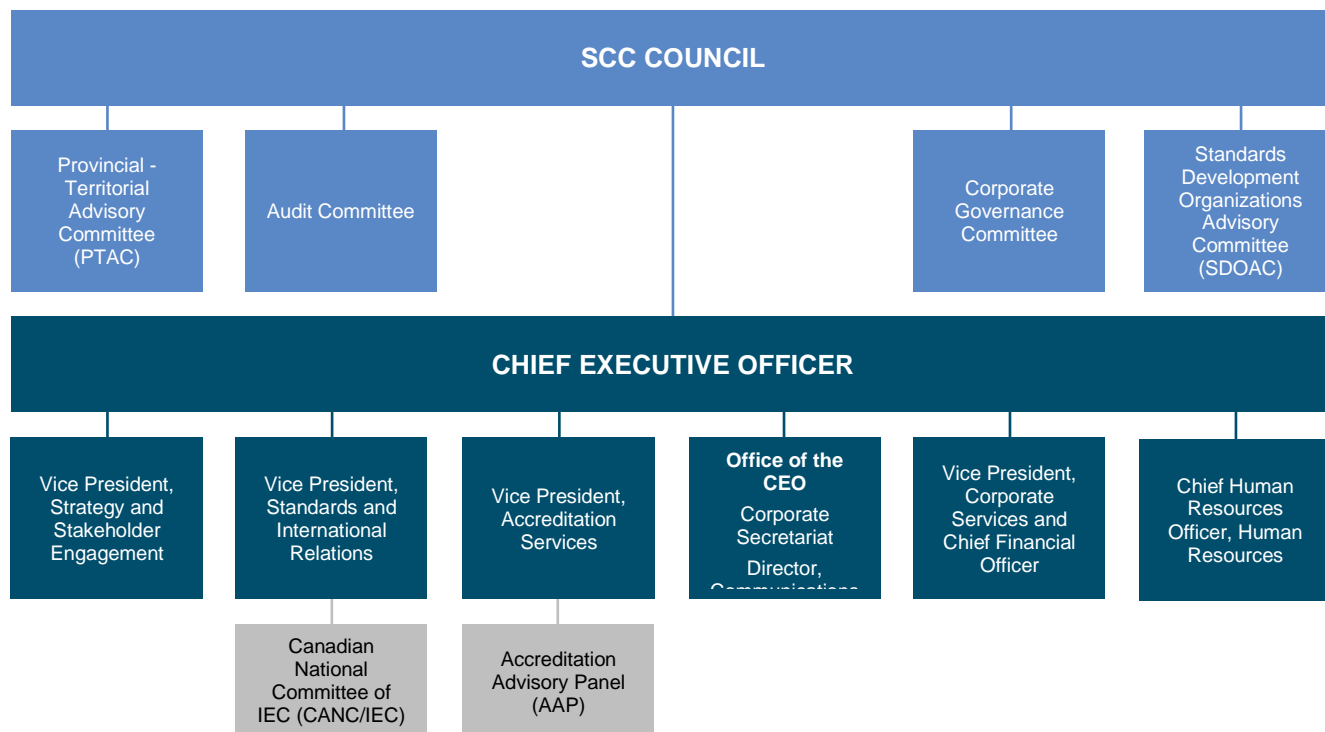 SCC COUNCIL
Provincial -
Territorial
Advisory
Committee
(PTAC)
Audit Committee
Corporate
Governance
Committee
Standards
Development
Organizations
Advisory
Committee
(SDOAC)
CHIEF EXECUTIVE OFFICER
Vice President,
Strategy and
Stakeholder
Engagement
Vice President,
Standards and
International
Relations
Vice President,
Accreditation
Services
Office of the
CEO
Corporate
Secretariat
Director,
Communications
Vice President,
Corporate
Services and
Chief Financial
Officer
Chief Human
Resources
Officer, Human
Resources
Canadian
National
Committee of
IEC (CANC/IEC)
Accreditation
Advisory Panel
(AAP)